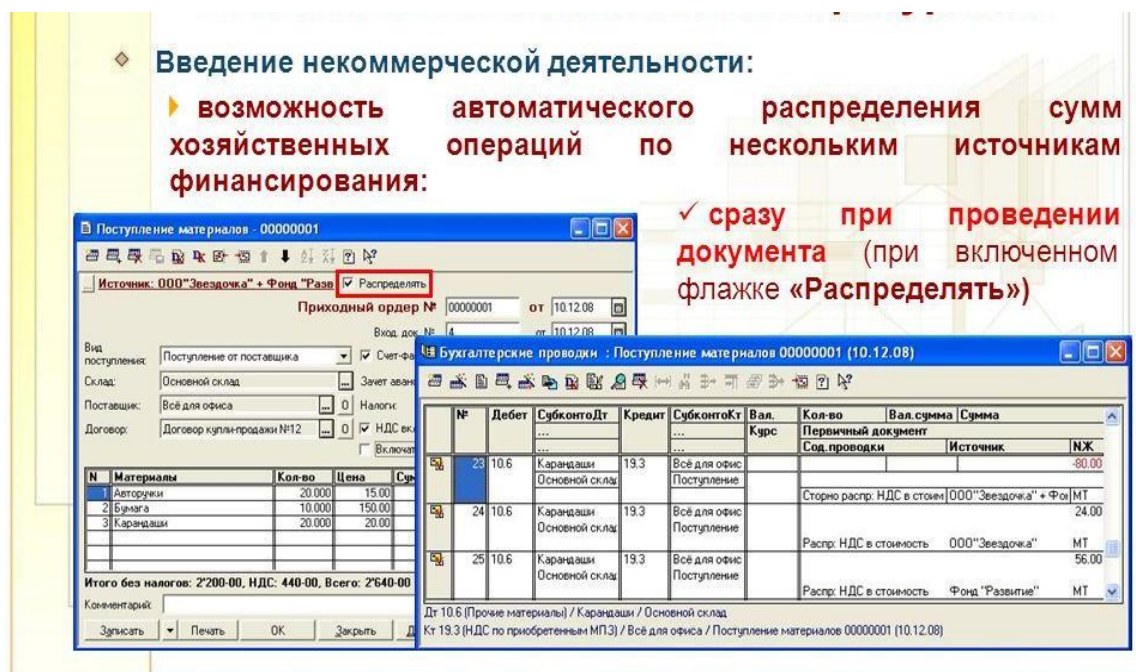 Введение некоммерческой деятельности:
возможность автоматического распределения сумм
хозяйственных операций по нескольким источникам
финансирования:
✓ сразу при проведении
документа (при включенном
флажке «Распределять»)
Поступление материалов - 00000001
... Источник: ООО"Звездочка" + Фонд "Разв Распределять
Приходный ордер № 00000001 от 10.12.08
Вход. док. № 4 от 10.12.08
Вид
поступления: Поступление от поставщика Счет-фа
Склад: Основной склад ... Зачет аван
Поставщик: Всё для офиса ... 0 Налоги:
Договор: Договор купли-продажи №12 ... 0 НДС вкл
Включат
N Материалы Кол-во Цена Сум
1 Авторучки 20.000 15.00
2 Бумага 10.000 150.00
3 Карандаши 20.000 20.00
Итого без налогов: 2'200-00, НДС: 440-00, Всего: 2'640-00
Комментарий:
Записать Печать OK Закрыть Д
Бухгалтерские проводки : Поступление материалов 00000001 (10.12.08)
№ Дебет СубконтоДт Кредит СубконтоКт Вал. Кол-во Вал.сумма Сумма
... ... Курс Первичный документ
... ... Сод.проводки Источник NЖ
23 10.6 Карандаши 19.3 Всё для офис -80.00
Основной склад Поступление
Сторно распр: НДС в стоим ООО"Звездочка" + Фон МТ
24 10.6 Карандаши 19.3 Всё для офис 24.00
Основной склад Поступление
Распр: НДС в стоимость ООО"Звездочка" МТ
25 10.6 Карандаши 19.3 Всё для офис 56.00
Основной склад Поступление
Распр: НДС в стоимость Фонд "Развитие" МТ
Дт 10.6 (Прочие материалы) / Карандаши / Основной склад
Кт 19.3 (НДС по приобретенным МПЗ) / Всё для офиса / Поступление материалов 00000001 (10.12.08)